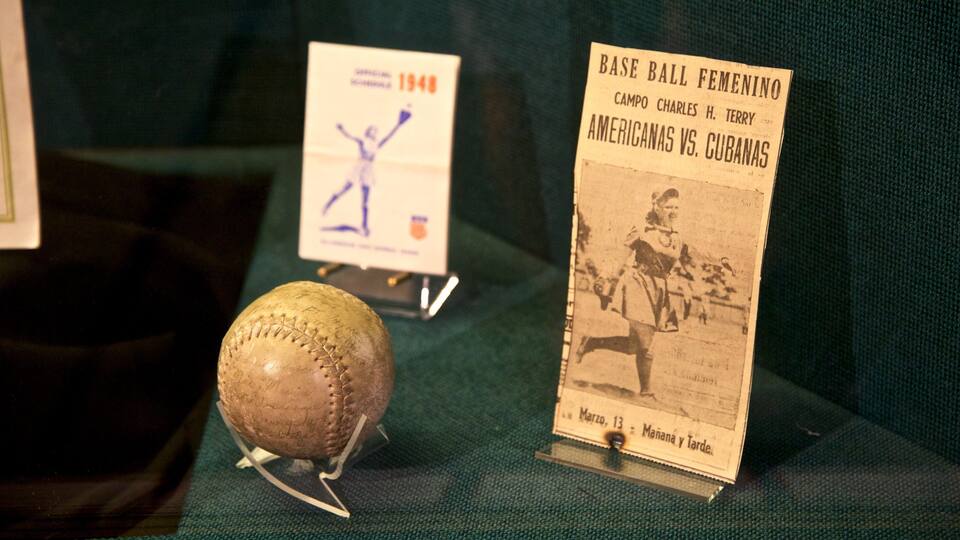 OFFICIAL 1948
SCHEDULE
BASE BALL FEMENINO
CAMPO CHARLES H. TERRY
AMERICANAS VS. CUBANAS
Marzo, 13 - Mañana y Tarde.